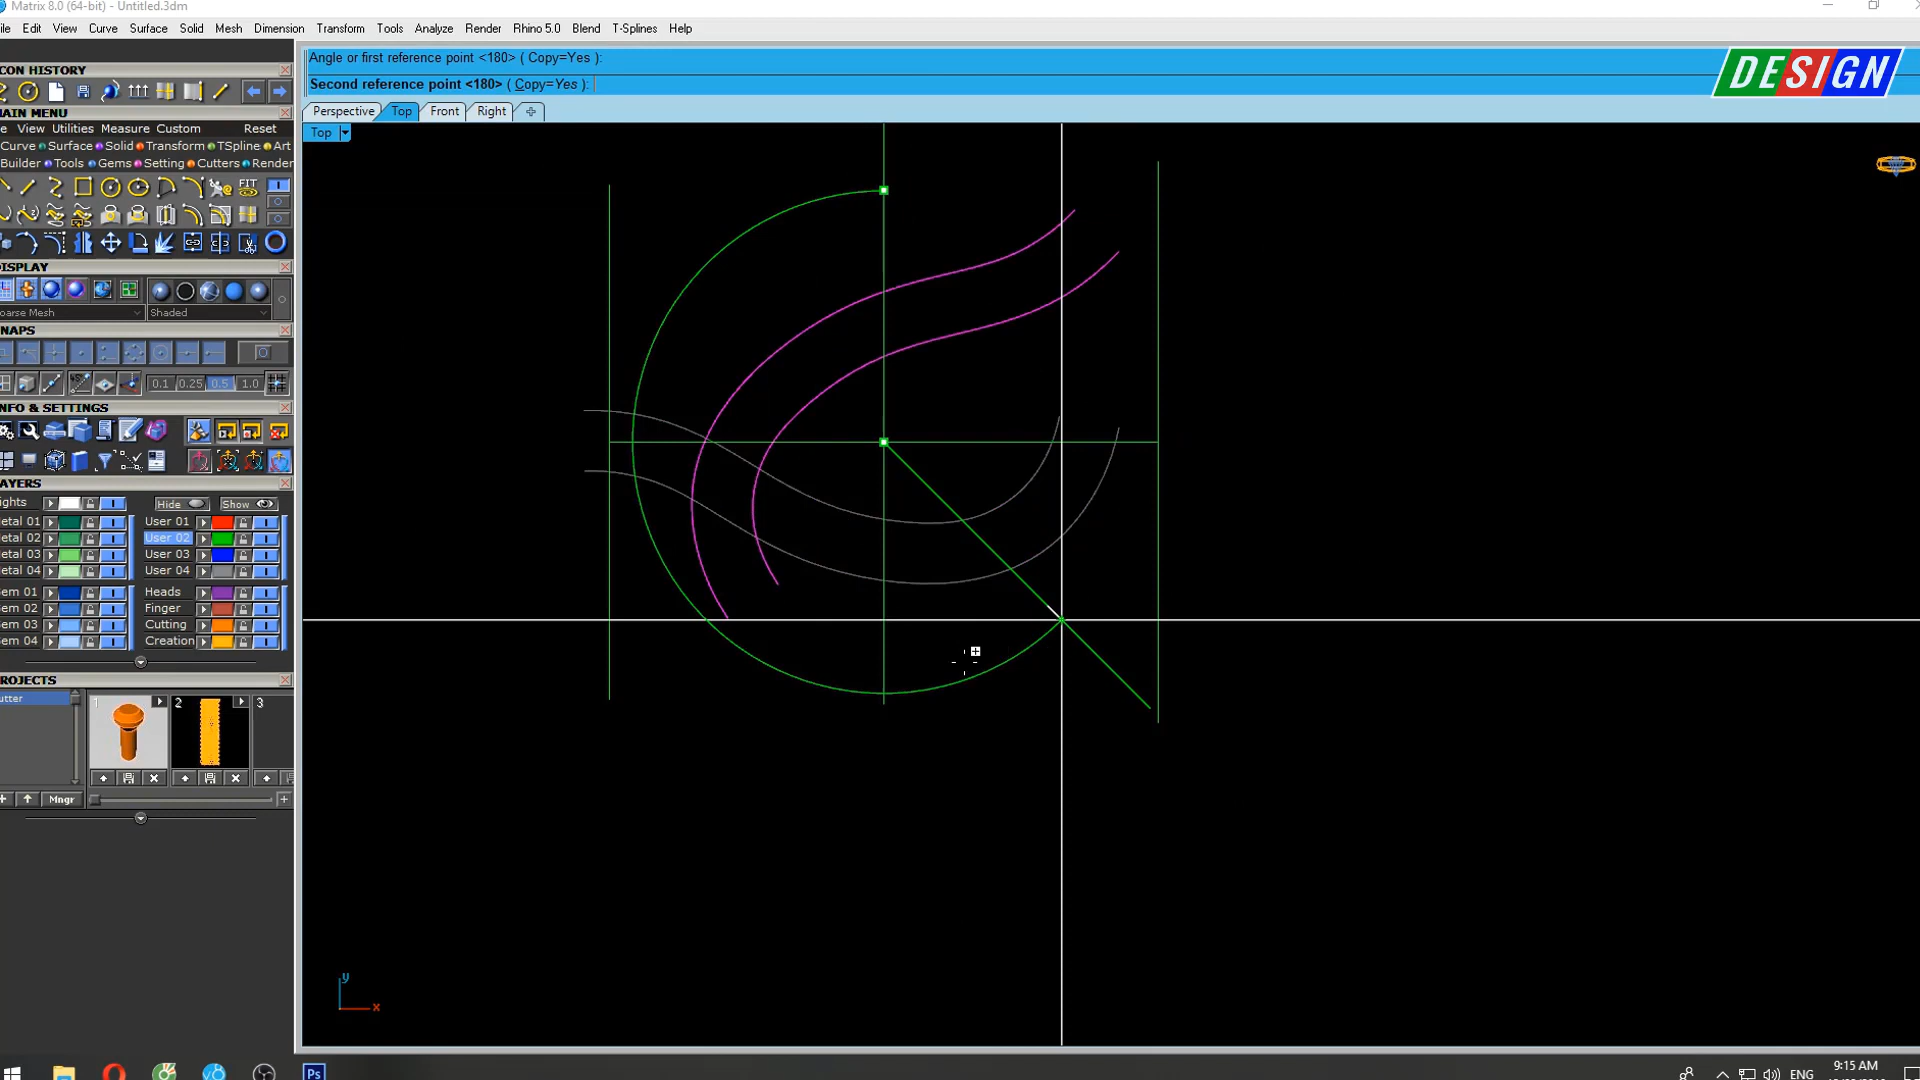 Matrix 8.0 (64-bit) - Untitled.3dm
ile Edit View Curve Surface Solid Mesh Dimension Transform Tools Analyze Render Rhino 5.0 Blend T-Splines Help
Angle or first reference point <180> ( Copy=Yes ):
Second reference point <180> ( Copy=Yes ):
DESIGN
Perspective Top Front Right
Top
CON HISTORY
AIN MENU
e View Utilities Measure Custom Reset
Curve Surface Solid Transform TSpline Art
Builder Tools Gems Setting Cutters Render
FIT
ISPLAY
oarse Mesh Shaded
NAPS
0.1 0.25 0.5 1.0
NFO & SETTINGS
AYERS
ights Hide Show
etal 01 User 01
etal 02 User 02
etal 03 User 03
etal 04 User 04
em 01 Heads
em 02 Finger
em 03 Cutting
em 04 Creation
ROJECTS
utter 1 2 3
Mngr
y
x
Ps
ENG
9:15 AM